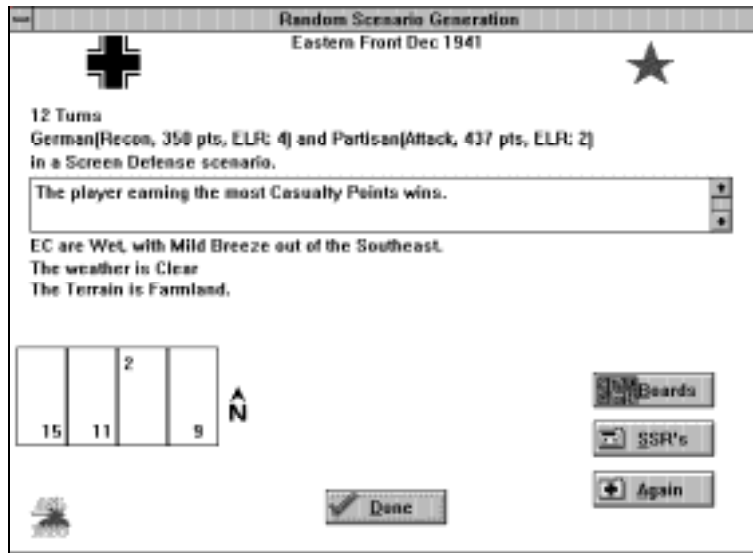 Random Scenario Generation
Eastern Front Dec 1941
12 Turns
German(Recon, 350 pts, ELR: 4) and Partisan(Attack, 437 pts, ELR: 2)
in a Screen Defense scenario.
The player earning the most Casualty Points wins.
EC are Wet, with Mild Breeze out of the Southeast.
The weather is Clear
The Terrain is Farmland.
2
15 11 9
N
Boards
SSR's
Again
Done